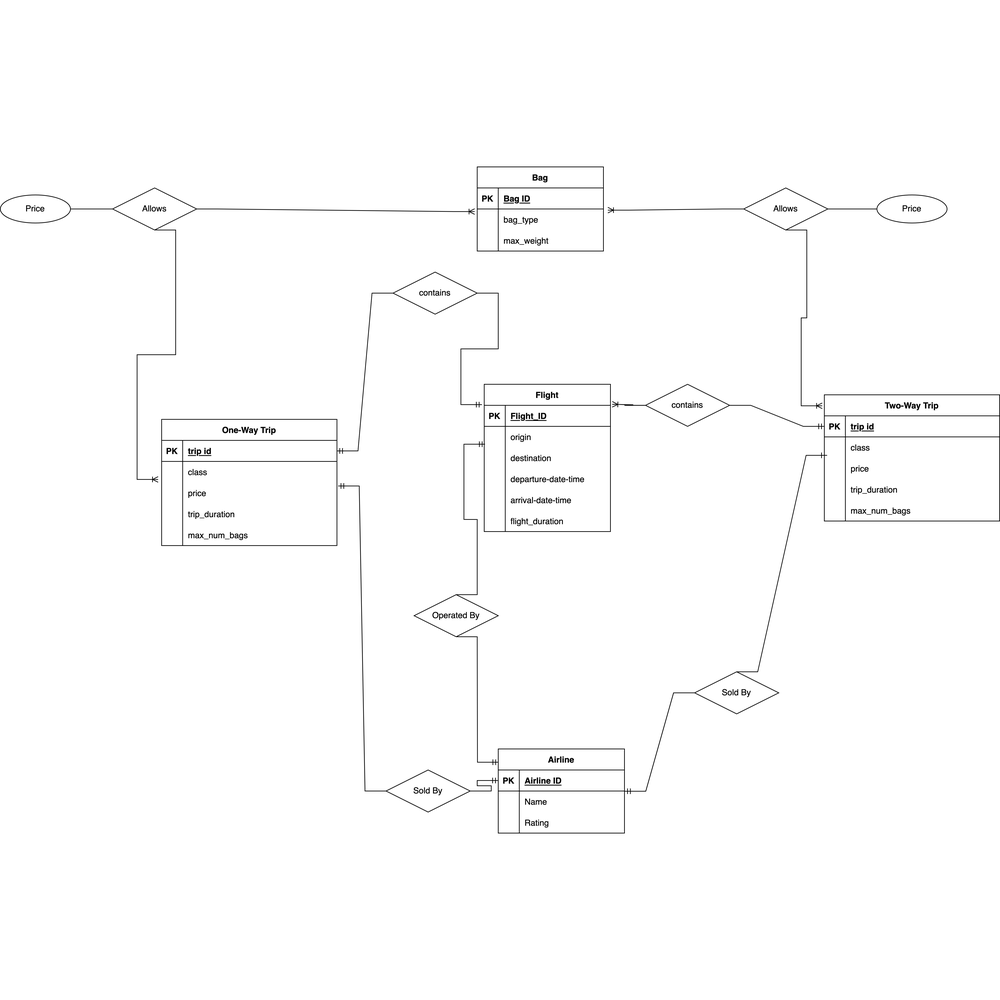 Bag
PK Bag ID
bag_type
max_weight
Price
Allows
Allows
Price
contains
Flight
PK Flight_ID
origin
destination
departure-date-time
arrival-date-time
flight_duration
contains
Two-Way Trip
PK trip id
class
price
trip_duration
max_num_bags
One-Way Trip
PK trip id
class
price
trip_duration
max_num_bags
Operated By
Sold By
Airline
PK Airline ID
Name
Rating
Sold By